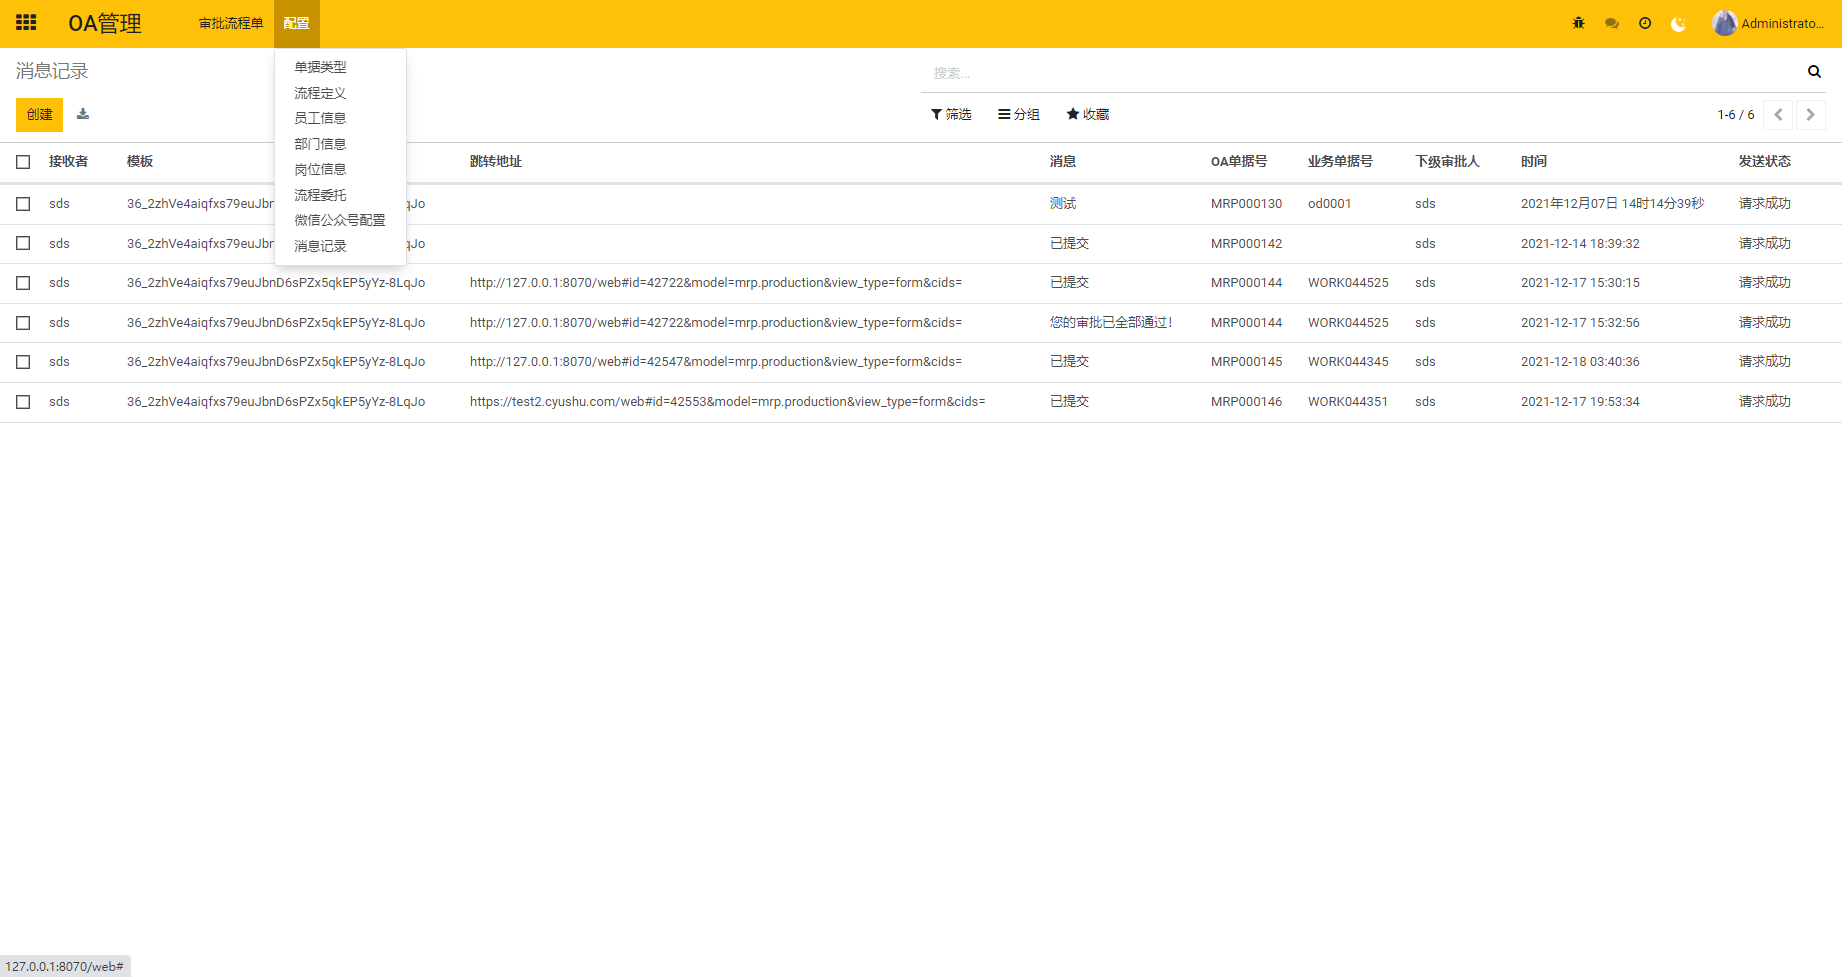 OA管理 审批流程单 配置 Administrato...
消息记录
搜索...
创建
筛选 分组 收藏 1-6 / 6
单据类型
流程定义
员工信息
部门信息
岗位信息
流程委托
微信公众号配置
消息记录
接收者 模板 跳转地址 消息 OA单据号 业务单据号 下级审批人 时间 发送状态
sds 36_2zhVe4aiqfxs79euJbn qJo 测试 MRP000130 od0001 sds 2021年12月07日 14时14分39秒 请求成功
sds 36_2zhVe4aiqfxs79euJbn qJo 已提交 MRP000142 sds 2021-12-14 18:39:32 请求成功
sds 36_2zhVe4aiqfxs79euJbnD6sPZx5qkEP5yYz-8LqJo http://127.0.0.1:8070/web#id=42722&model=mrp.production&view_type=form&cids= 已提交 MRP000144 WORK044525 sds 2021-12-17 15:30:15 请求成功
sds 36_2zhVe4aiqfxs79euJbnD6sPZx5qkEP5yYz-8LqJo http://127.0.0.1:8070/web#id=42722&model=mrp.production&view_type=form&cids= 您的审批已全部通过! MRP000144 WORK044525 sds 2021-12-17 15:32:56 请求成功
sds 36_2zhVe4aiqfxs79euJbnD6sPZx5qkEP5yYz-8LqJo http://127.0.0.1:8070/web#id=42547&model=mrp.production&view_type=form&cids= 已提交 MRP000145 WORK044345 sds 2021-12-18 03:40:36 请求成功
sds 36_2zhVe4aiqfxs79euJbnD6sPZx5qkEP5yYz-8LqJo https://test2.cyushu.com/web#id=42553&model=mrp.production&view_type=form&cids= 已提交 MRP000146 WORK044351 sds 2021-12-17 19:53:34 请求成功
127.0.0.1:8070/web#